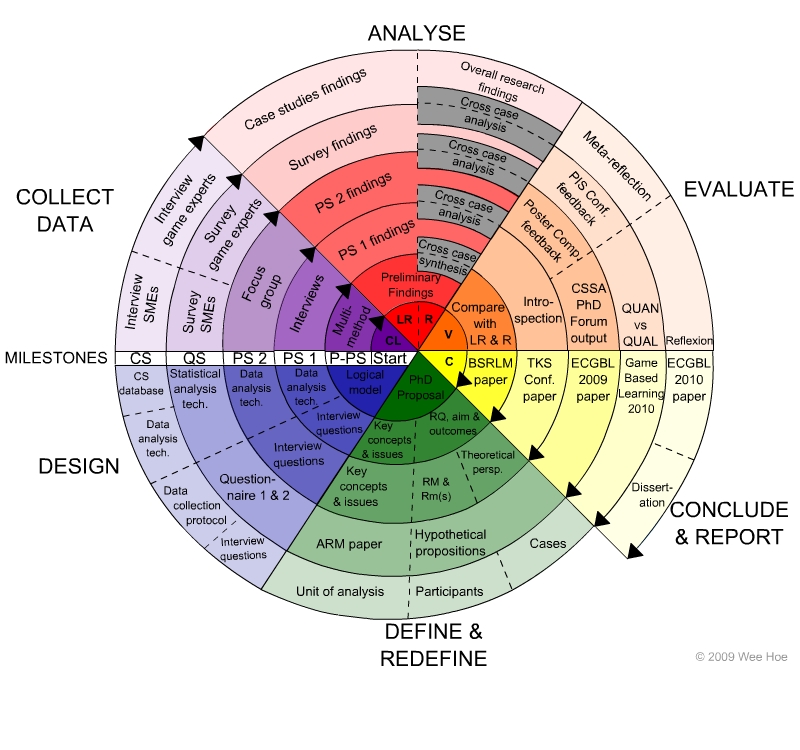 ANALYSE
Case studies findings
Overall research
findings
Cross case
analysis
Survey findings
Cross case
analysis
PS 2 findings
Cross case
analysis
PS 1 findings
Cross case
synthesis
Preliminary
Findings
LR
R
EVALUATE
Meta-reflection
PIS Conf.
feedback
Poster Comp/
feedback
Intro-
spection
CSSA
PhD
Forum
output
QUAN
vs
QUAL
Reflexion
Compare
with
LR & R
V
COLLECT
DATA
Interview
game experts
Survey
game experts
Interview
SMEs
Survey
SMEs
Focus
group
Interviews
Multi-
method
CL
MILESTONES
CS
QS
PS 2
PS 1
P-PS
Start
C
BSRLM
paper
TKS
Conf.
paper
ECGBL
2009
paper
Game
Based
Learning
2010
ECGBL
2010
paper
Dissert-
ation
CONCLUDE
& REPORT
DESIGN
CS
database
Statistical
analysis
tech.
Data
analysis
tech.
Data
analysis
tech.
Logical
model
Data
analysis
tech.
Interview
questions
Interview
questions
Question-
naire 1 & 2
Data
collection
protocol
Interview
questions
PhD
Proposal
Key
concepts
& issues
RQ, aim &
outcomes
Key
concepts
& issues
RM &
Rm(s)
Theoretical
persp.
ARM paper
Hypothetical
propositions
Cases
Unit of analysis
Participants
DEFINE &
REDEFINE
© 2009 Wee Hoe